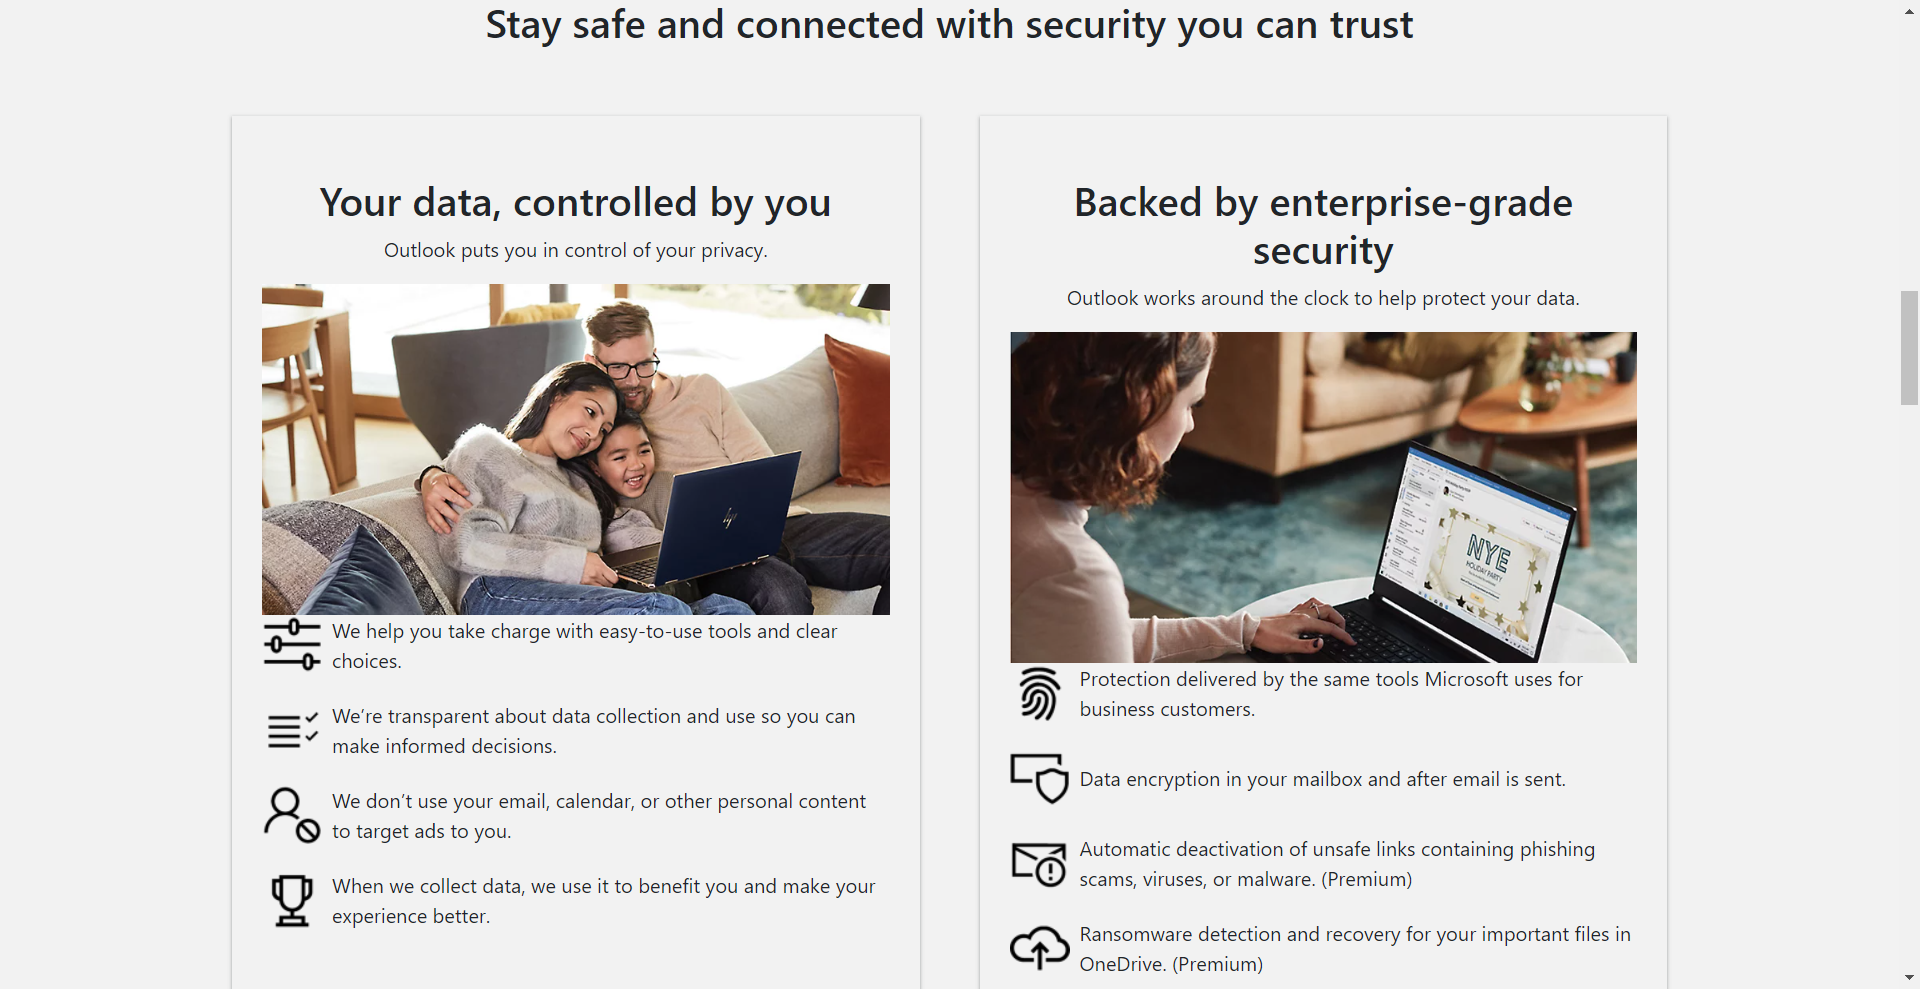 Stay safe and connected with security you can trust
Your data, controlled by you
Outlook puts you in control of your privacy.
hp
We help you take charge with easy-to-use tools and clear
choices.
We’re transparent about data collection and use so you can
make informed decisions.
We don’t use your email, calendar, or other personal content
to target ads to you.
When we collect data, we use it to benefit you and make your
experience better.
Backed by enterprise-grade
security
Outlook works around the clock to help protect your data.
NYE
HOLIDAY PARTY
Protection delivered by the same tools Microsoft uses for
business customers.
Data encryption in your mailbox and after email is sent.
Automatic deactivation of unsafe links containing phishing
scams, viruses, or malware. (Premium)
Ransomware detection and recovery for your important files in
OneDrive. (Premium)